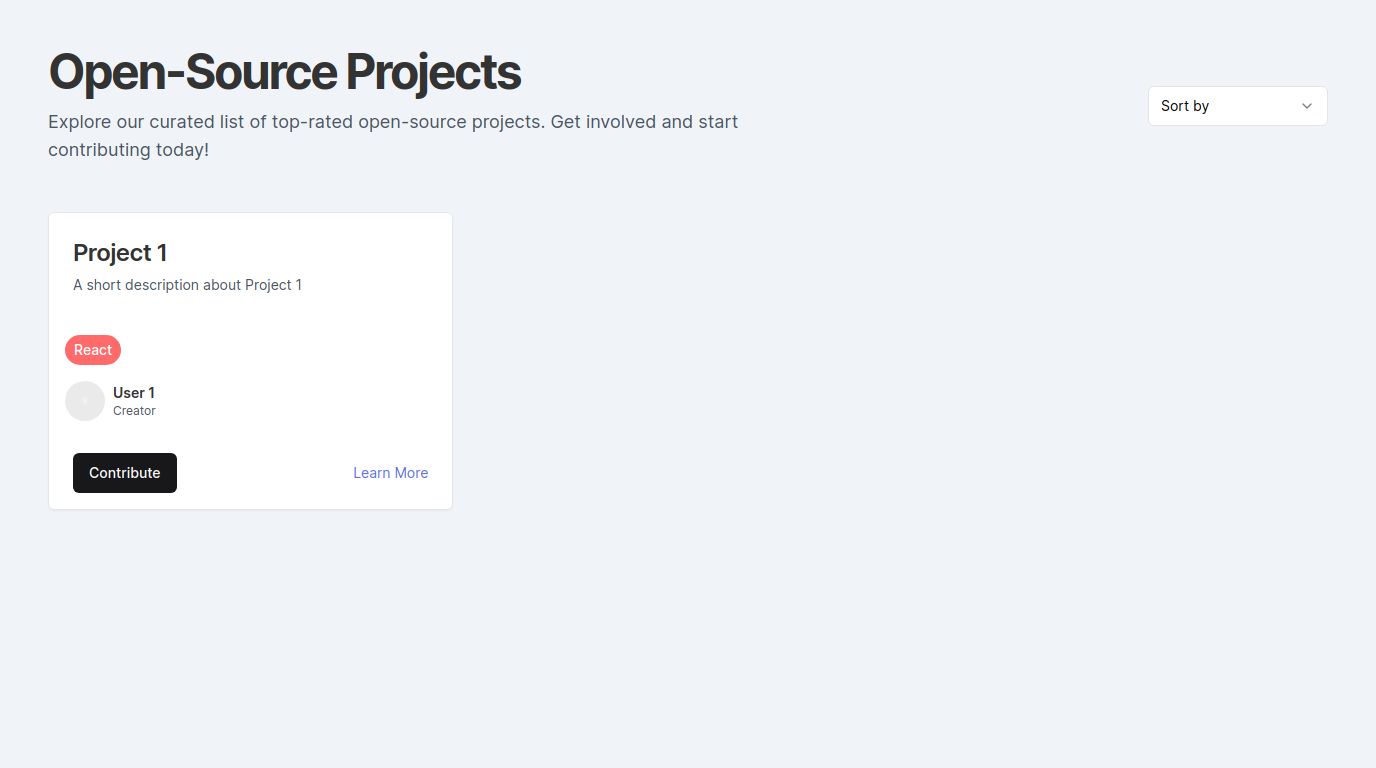 Open-Source Projects
Explore our curated list of top-rated open-source projects. Get involved and start
contributing today!
Sort by
Project 1
A short description about Project 1
React
User 1
Creator
Contribute
Learn More